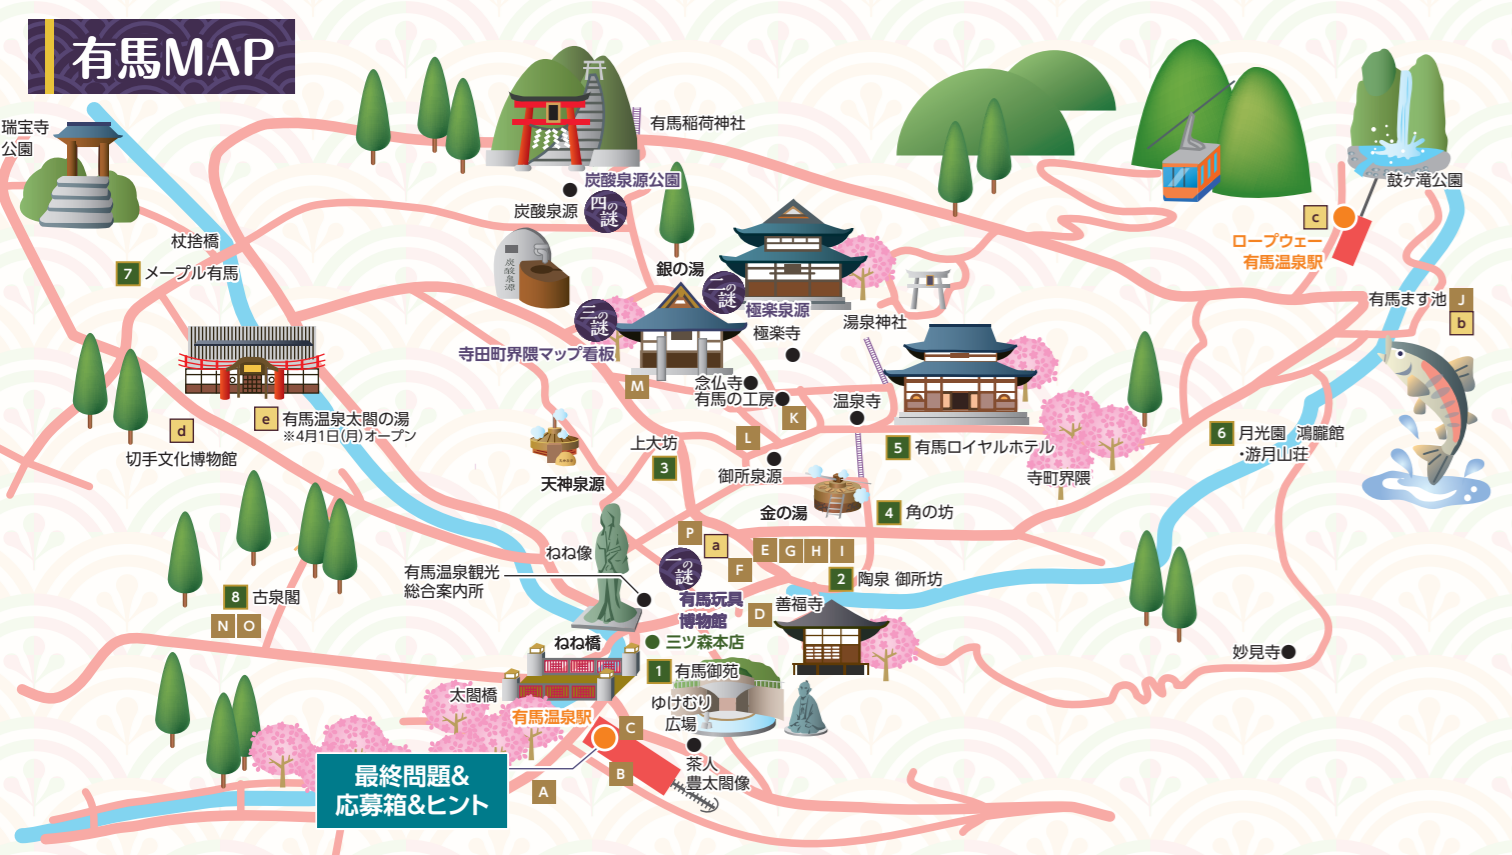 有馬MAP
瑞宝寺
公園
有馬稲荷神社
炭酸泉源公園
炭酸泉源
四の
謎
鼓ヶ滝公園
c
ロープウェー
有馬温泉駅
杖捨橋
7 メープル有馬
炭酸泉源
銀の湯
二の
謎
極楽泉源
極楽寺
湯泉神社
有馬ます池 J
b
三の
謎
寺田町界隈マップ看板
M
念仏寺
有馬の工房
K
温泉寺
e 有馬温泉太閤の湯
※4月1日(月)オープン
d
切手文化博物館
上大坊
3
L
御所泉源
5 有馬ロイヤルホテル
6 月光園 鴻朧館
・游月山荘
寺町界隈
天神泉源
金の湯
4 角の坊
ねね像
P
a
E G H I
F
一の
謎
有馬玩具
博物館
2 陶泉 御所坊
有馬温泉観光
総合案内所
8 古泉閣
N O
D
善福寺
ねね橋
三ツ森本店
妙見寺
1 有馬御苑
太閤橋
ゆけむり
広場
有馬温泉駅
C
茶人
豊太閤像
B
A
最終問題&
応募箱&ヒント